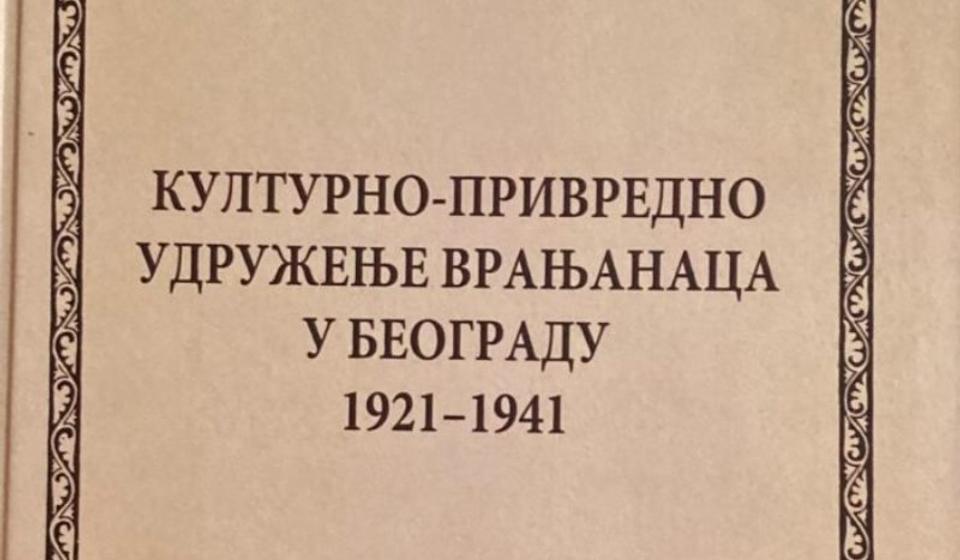 КУЛТУРНО-ПРИВРЕДНО
УДРУЖЕЊЕ ВРАЊАНАЦА
У БЕОГРАДУ
1921–1941